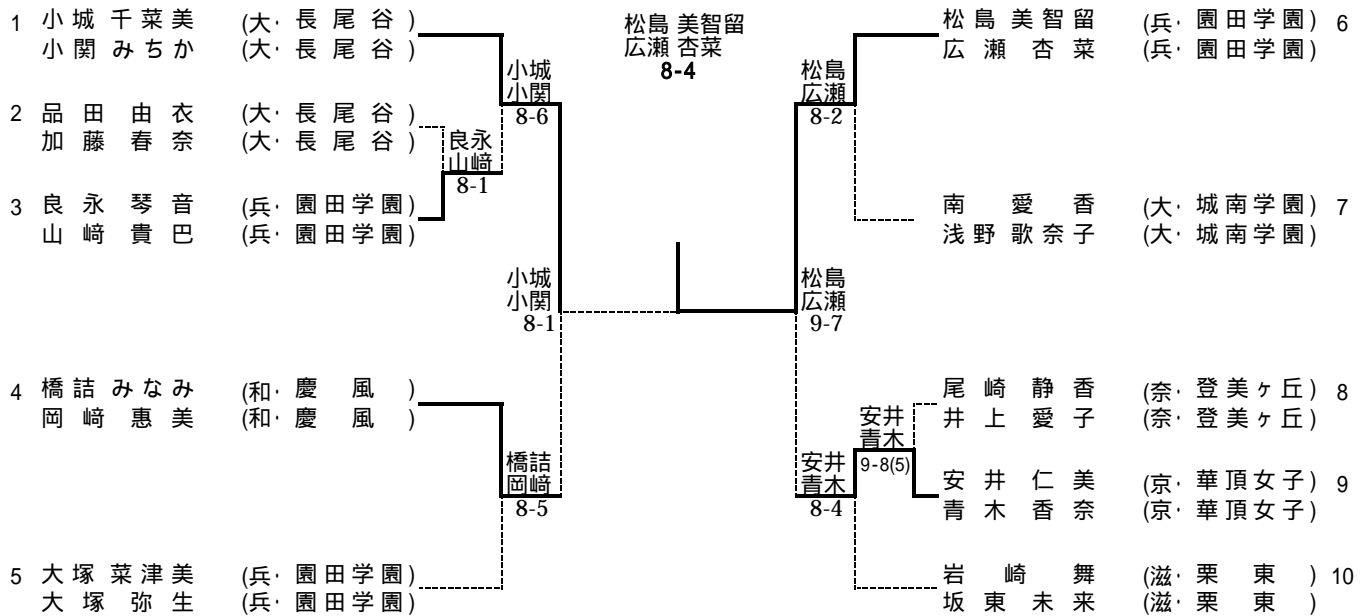 1 小城千菜美 (大・長尾谷)
小関みちか (大・長尾谷)
2 品田由衣 (大・長尾谷)
加藤春奈 (大・長尾谷)
3 良永琴音 (兵・園田学園)
山﨑貴巴 (兵・園田学園)
4 橋詰みなみ (和・慶風)
岡﨑惠美 (和・慶風)
5 大塚菜津美 (兵・園田学園)
大塚弥生 (兵・園田学園)
良永
山﨑
8-1
小城
小関
8-6
橋詰
岡﨑
8-5
小城
小関
8-1
松島 美智留
広瀬 杏菜
8-4
松島
広瀬
9-7
松島
広瀬
8-2
安井
青木
8-4
安井
青木
9-8(5)
松島美智留 (兵・園田学園) 6
広瀬杏菜 (兵・園田学園)
南愛香 (大・城南学園) 7
浅野歌奈子 (大・城南学園)
尾崎静香 (奈・登美ヶ丘) 8
井上愛子 (奈・登美ヶ丘)
安井仁美 (京・華頂女子) 9
青木香奈 (京・華頂女子)
岩崎舞 (滋・栗東) 10
坂東未来 (滋・栗東)